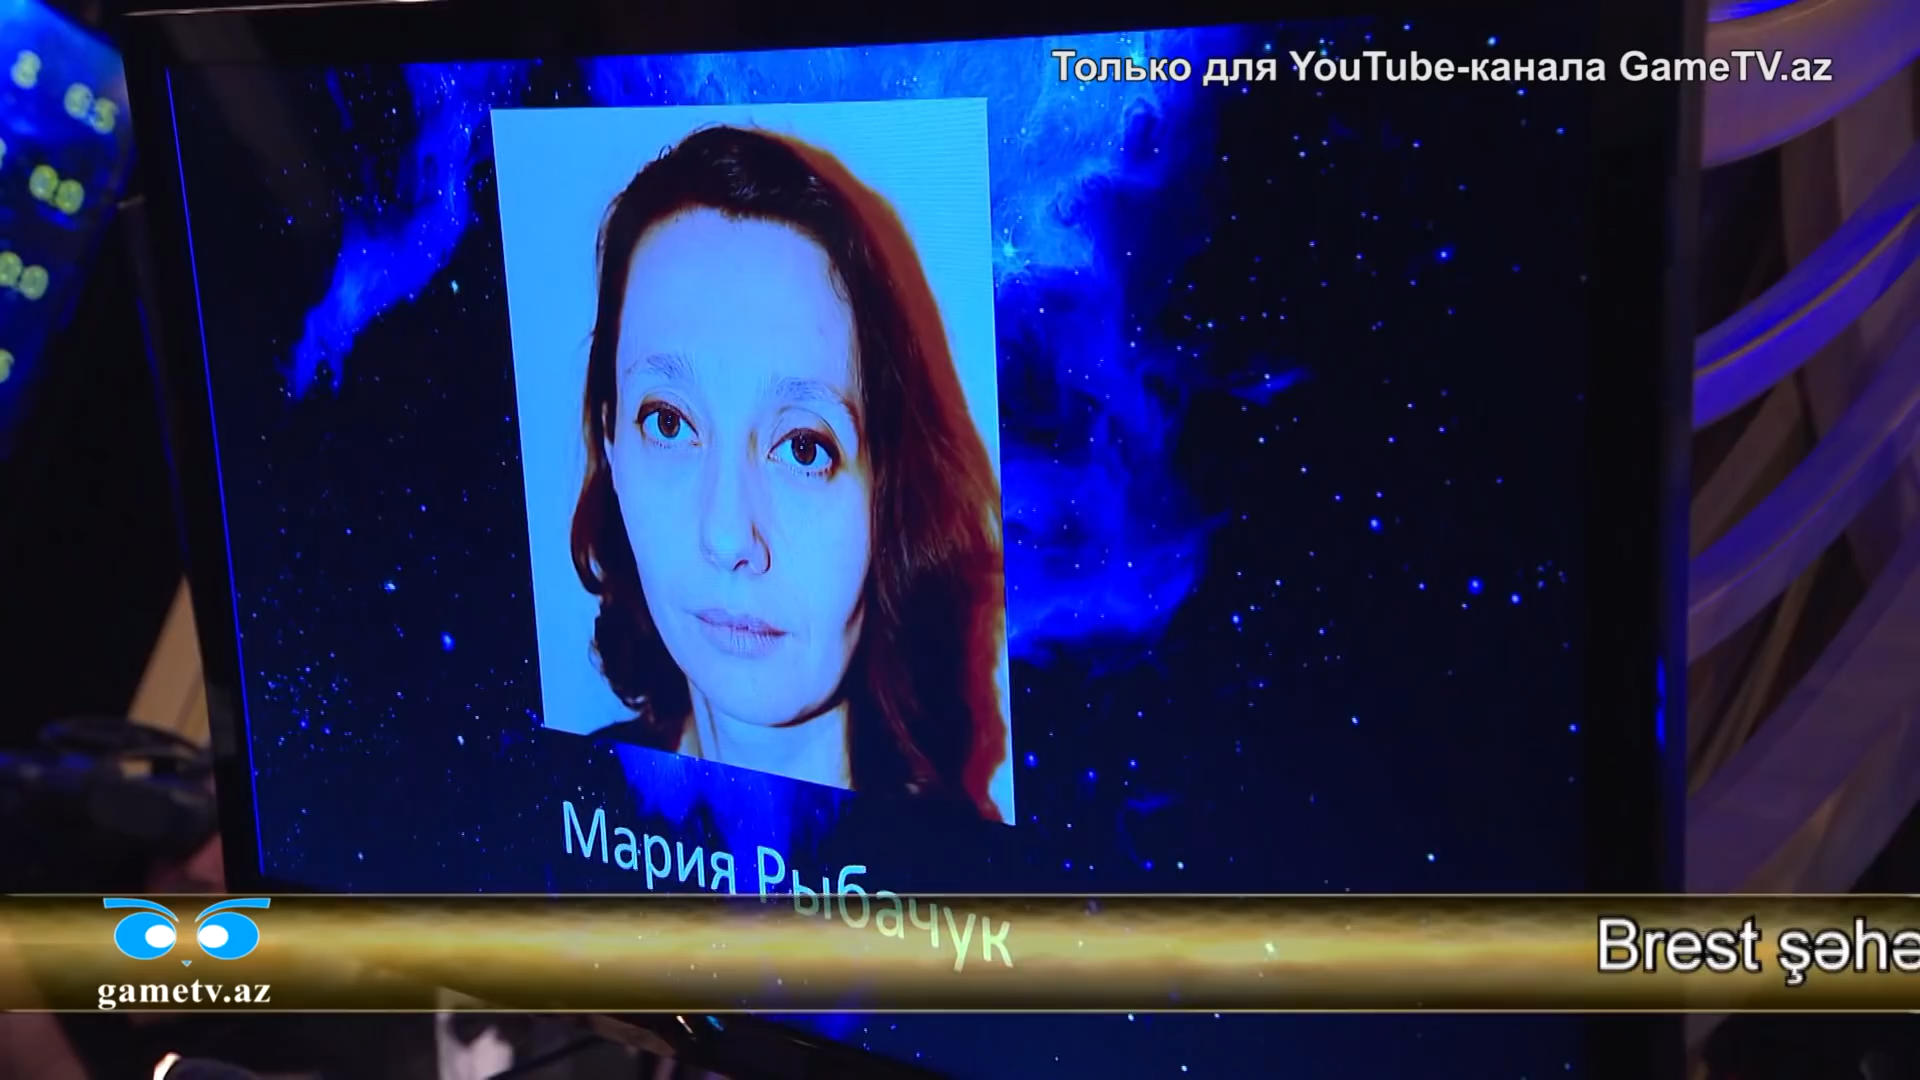 Только для YouTube-канала GameTV.az
Мария Рыбачук
Brest şəhə
gametv.az